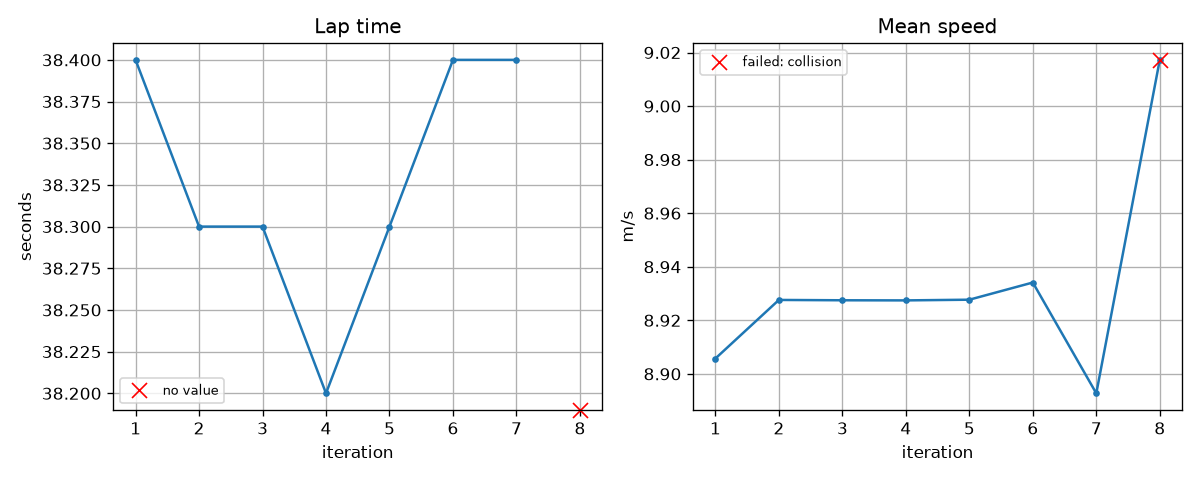 Lap time
seconds
38.400
38.375
38.350
38.325
38.300
38.275
38.250
38.225
38.200
no value
1 2 3 4 5 6 7 8
iteration
Mean speed
m/s
9.02
9.00
8.98
8.96
8.94
8.92
8.90
failed: collision
1 2 3 4 5 6 7 8
iteration